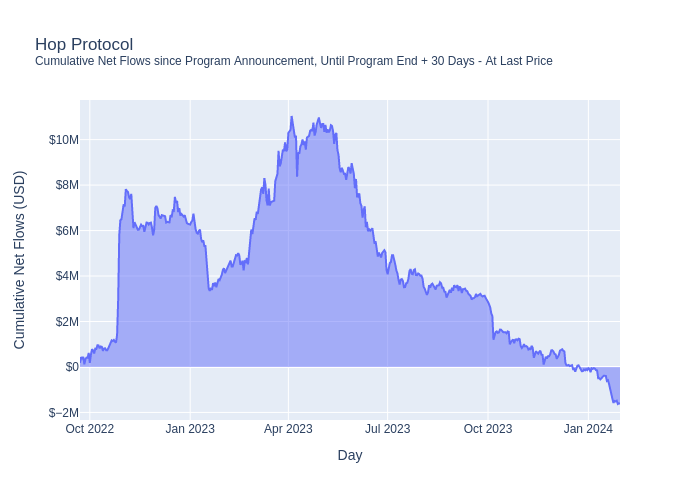 Hop Protocol
Cumulative Net Flows since Program Announcement, Until Program End + 30 Days - At Last Price
Cumulative Net Flows (USD)
$10M
$8M
$6M
$4M
$2M
$0
−$2M
Oct 2022 Jan 2023 Apr 2023 Jul 2023 Oct 2023 Jan 2024
Day